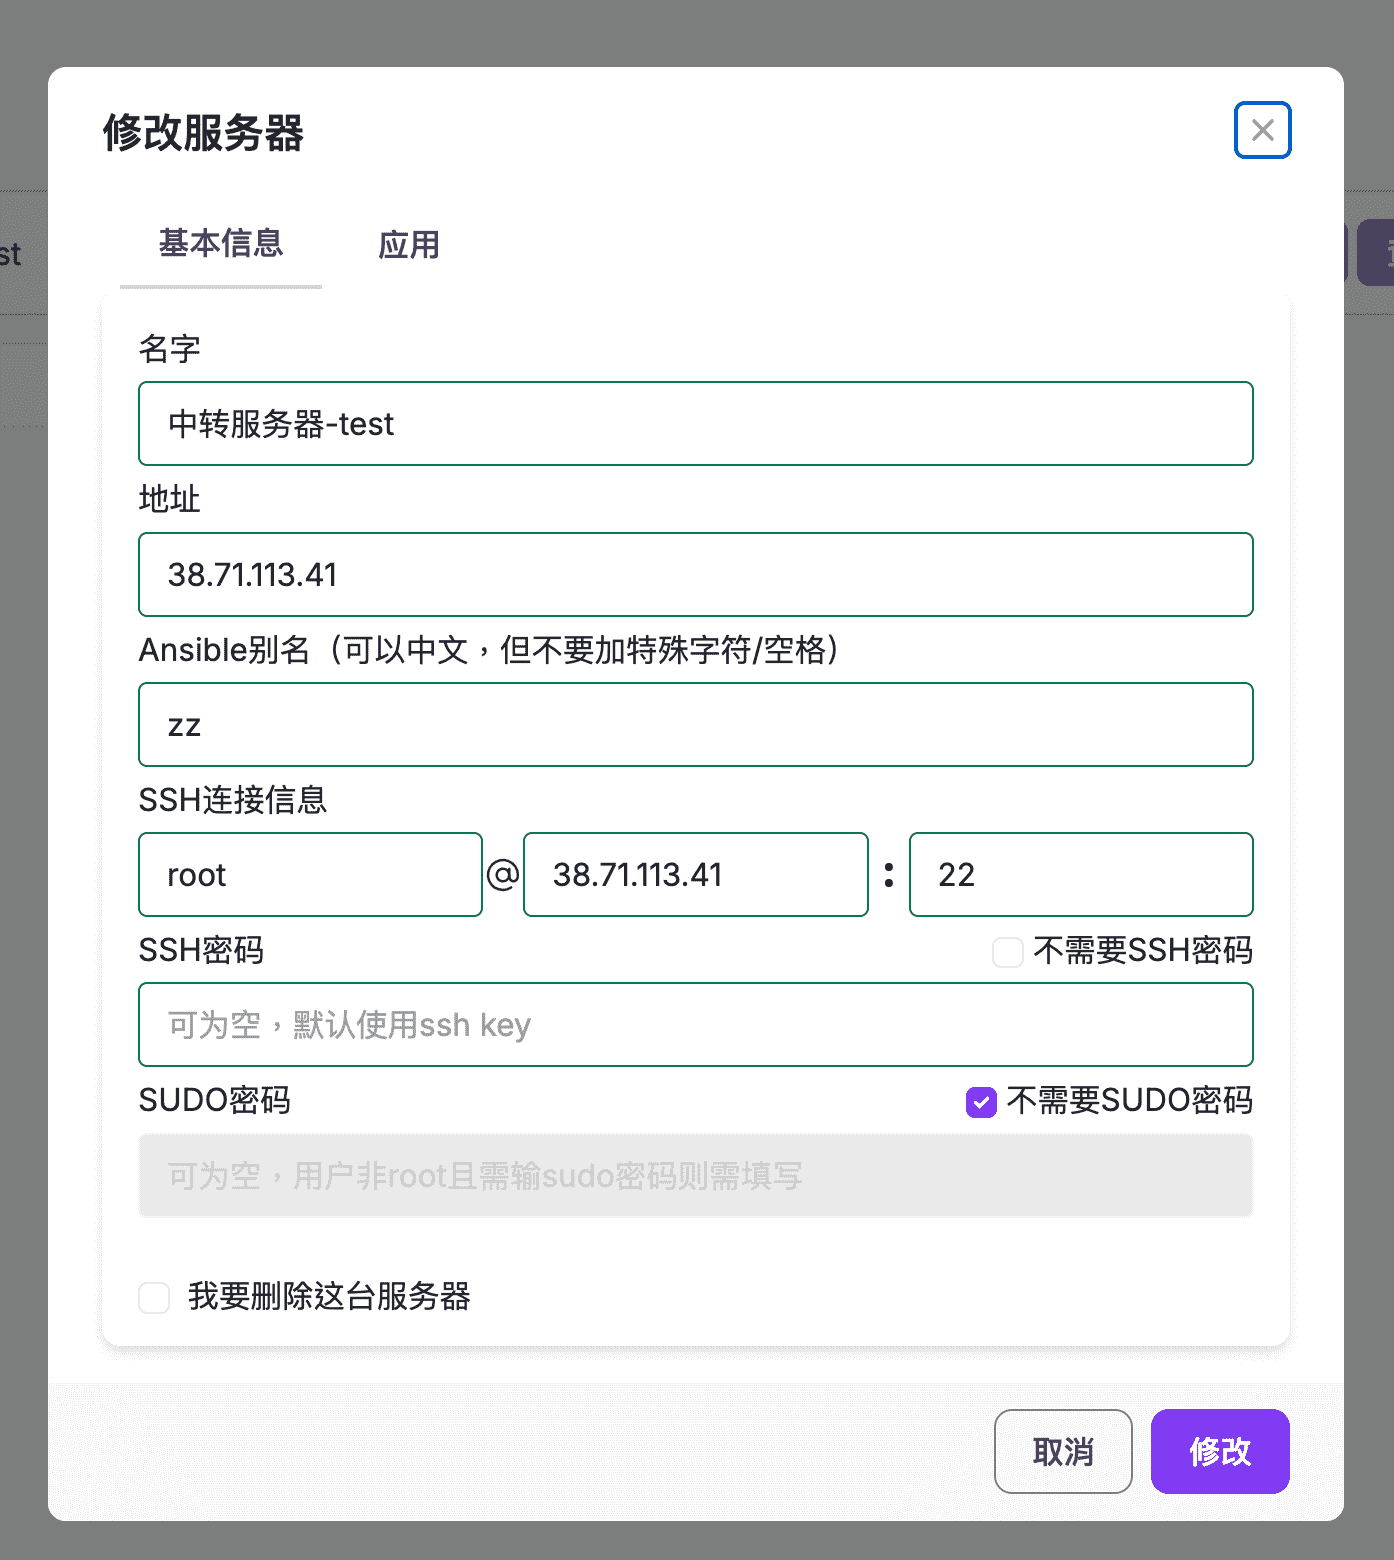 修改服务器
基本信息 应用
st
名字
中转服务器-test
地址
38.71.113.41
Ansible别名（可以中文，但不要加特殊字符/空格）
zz
SSH连接信息
root @ 38.71.113.41 : 22
SSH密码 不需要SSH密码
可为空，默认使用ssh key
SUDO密码 不需要SUDO密码
可为空，用户非root且需输sudo密码则需填写
我要删除这台服务器
取消 修改